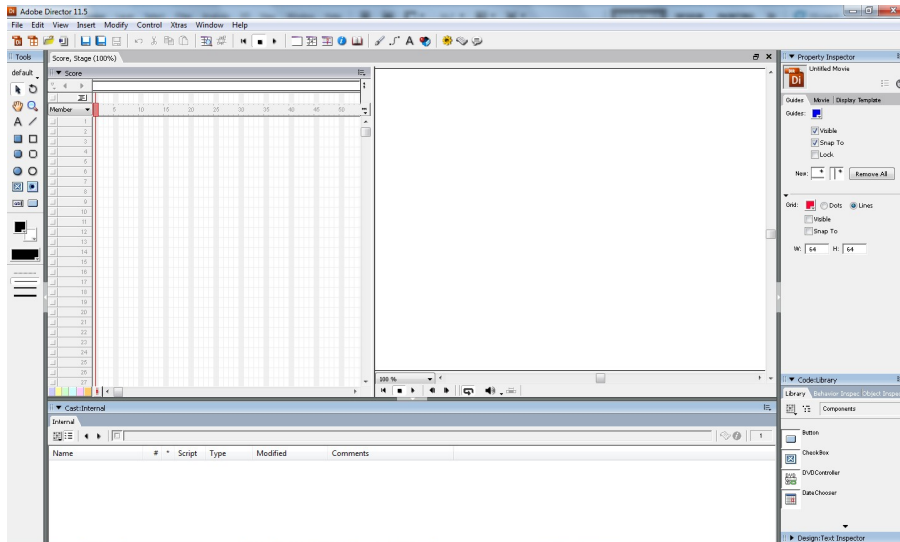 Adobe Director 11.5
File Edit View Insert Modify Control Xtras Window Help
Tools
default
Score, Stage (100%)
Score
Member
5 10 15 20 25 30 35 40 45 50
1
2
3
4
5
6
7
8
9
10
11
12
13
14
15
16
17
18
19
20
21
22
23
24
25
26
27
100 %
Cast:Internal
Internal
1
Name # * Script Type Modified Comments
Property Inspector
Untitled Movie
Guides Movie Display Template
Guides:
Visible
Snap To
Lock
New: Remove All
Grid: Dots Lines
Visible
Snap To
W: 64 H: 64
Code:Library
Library Behavior Inspec Object Inspec
Components
Button
CheckBox
DVDController
DateChooser
Design:Text Inspector